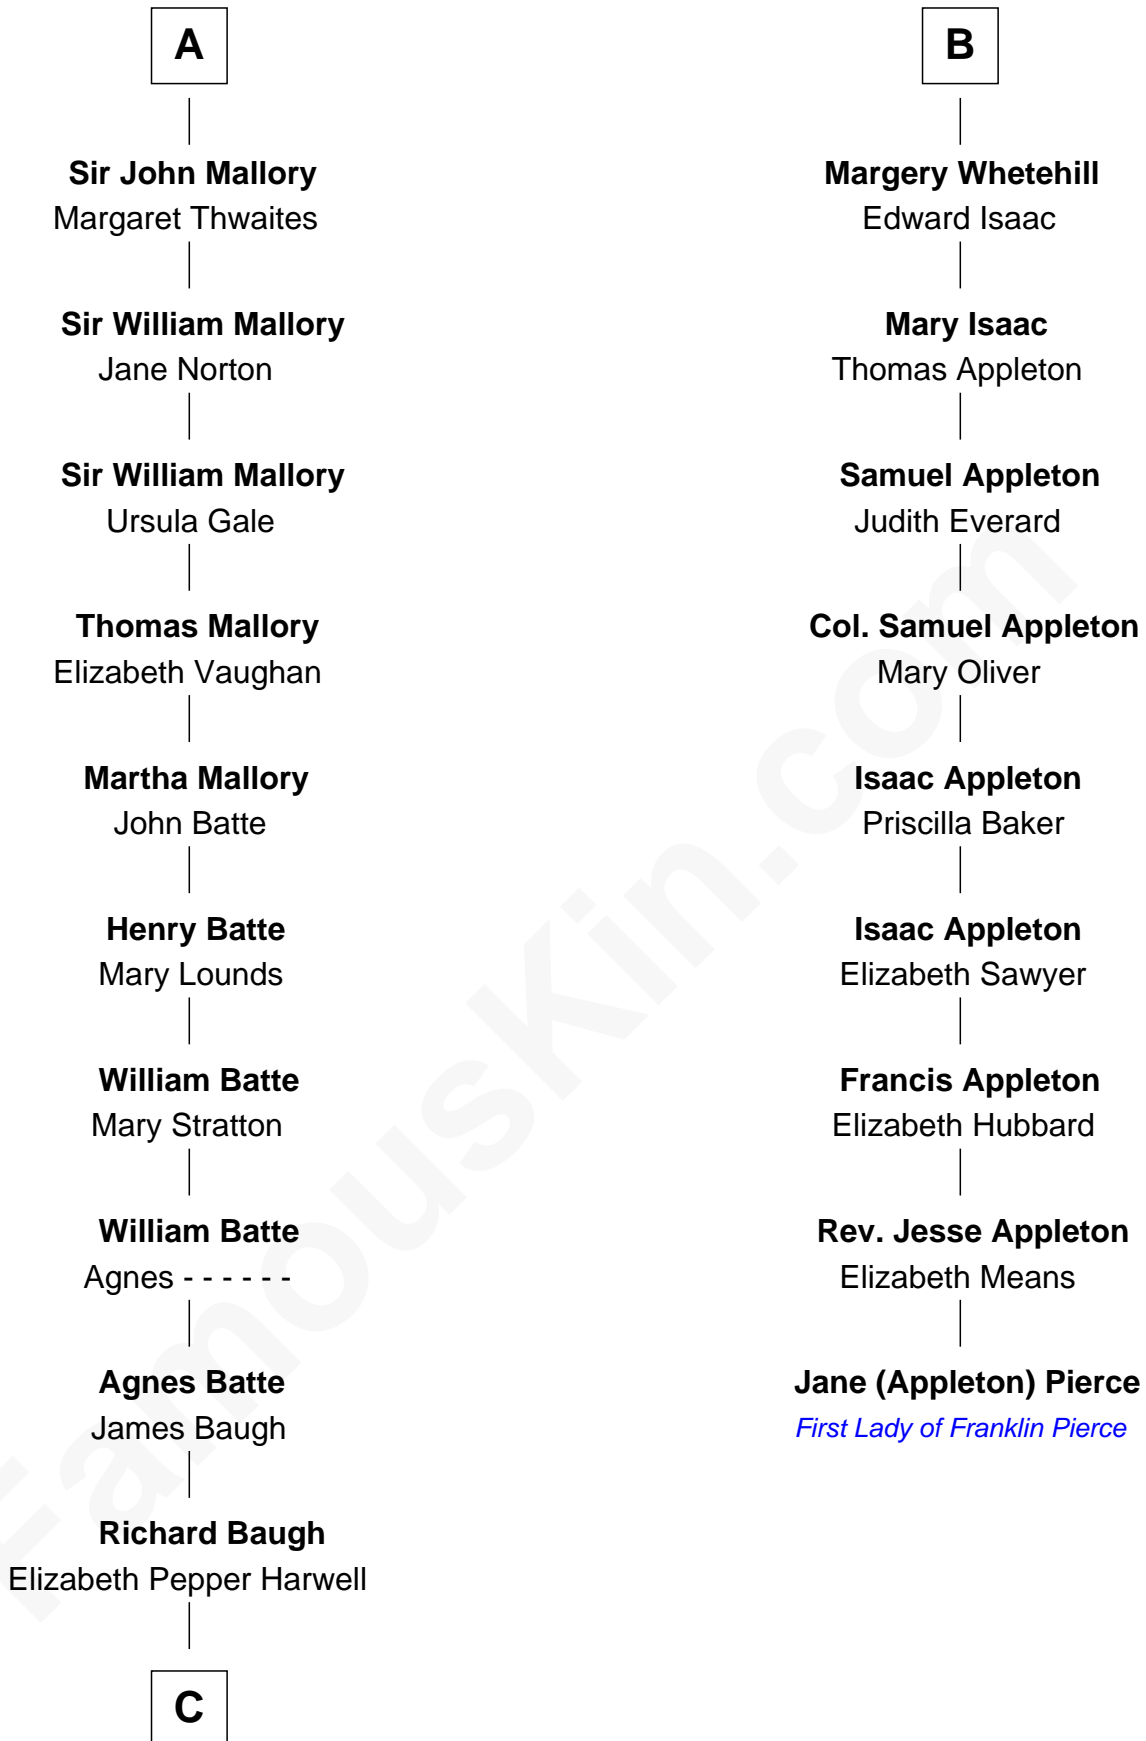 A
Sir John Mallory
Margaret Thwaites
Sir William Mallory
Jane Norton
Sir William Mallory
Ursula Gale
Thomas Mallory
Elizabeth Vaughan
Martha Mallory
John Batte
Henry Batte
Mary Lounds
William Batte
Mary Stratton
William Batte
Agnes - - - - - -
Agnes Batte
James Baugh
Richard Baugh
Elizabeth Pepper Harwell
C
B
Margery Whetehill
Edward Isaac
Mary Isaac
Thomas Appleton
Samuel Appleton
Judith Everard
Col. Samuel Appleton
Mary Oliver
Isaac Appleton
Priscilla Baker
Isaac Appleton
Elizabeth Sawyer
Francis Appleton
Elizabeth Hubbard
Rev. Jesse Appleton
Elizabeth Means
Jane (Appleton) Pierce
First Lady of Franklin Pierce
FamousKin.com